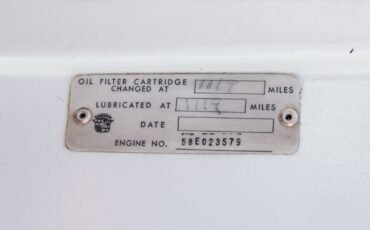 OIL FILTER CARTRIDGE
CHANGED AT MILES
LUBRICATED AT MILES
DATE
ENGINE NO. 58E023579